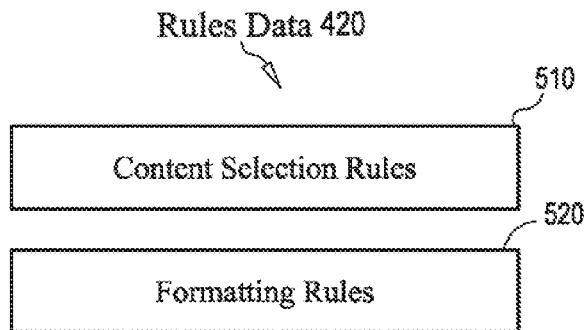 Rules Data 420
510
Content Selection Rules
520
Formatting Rules